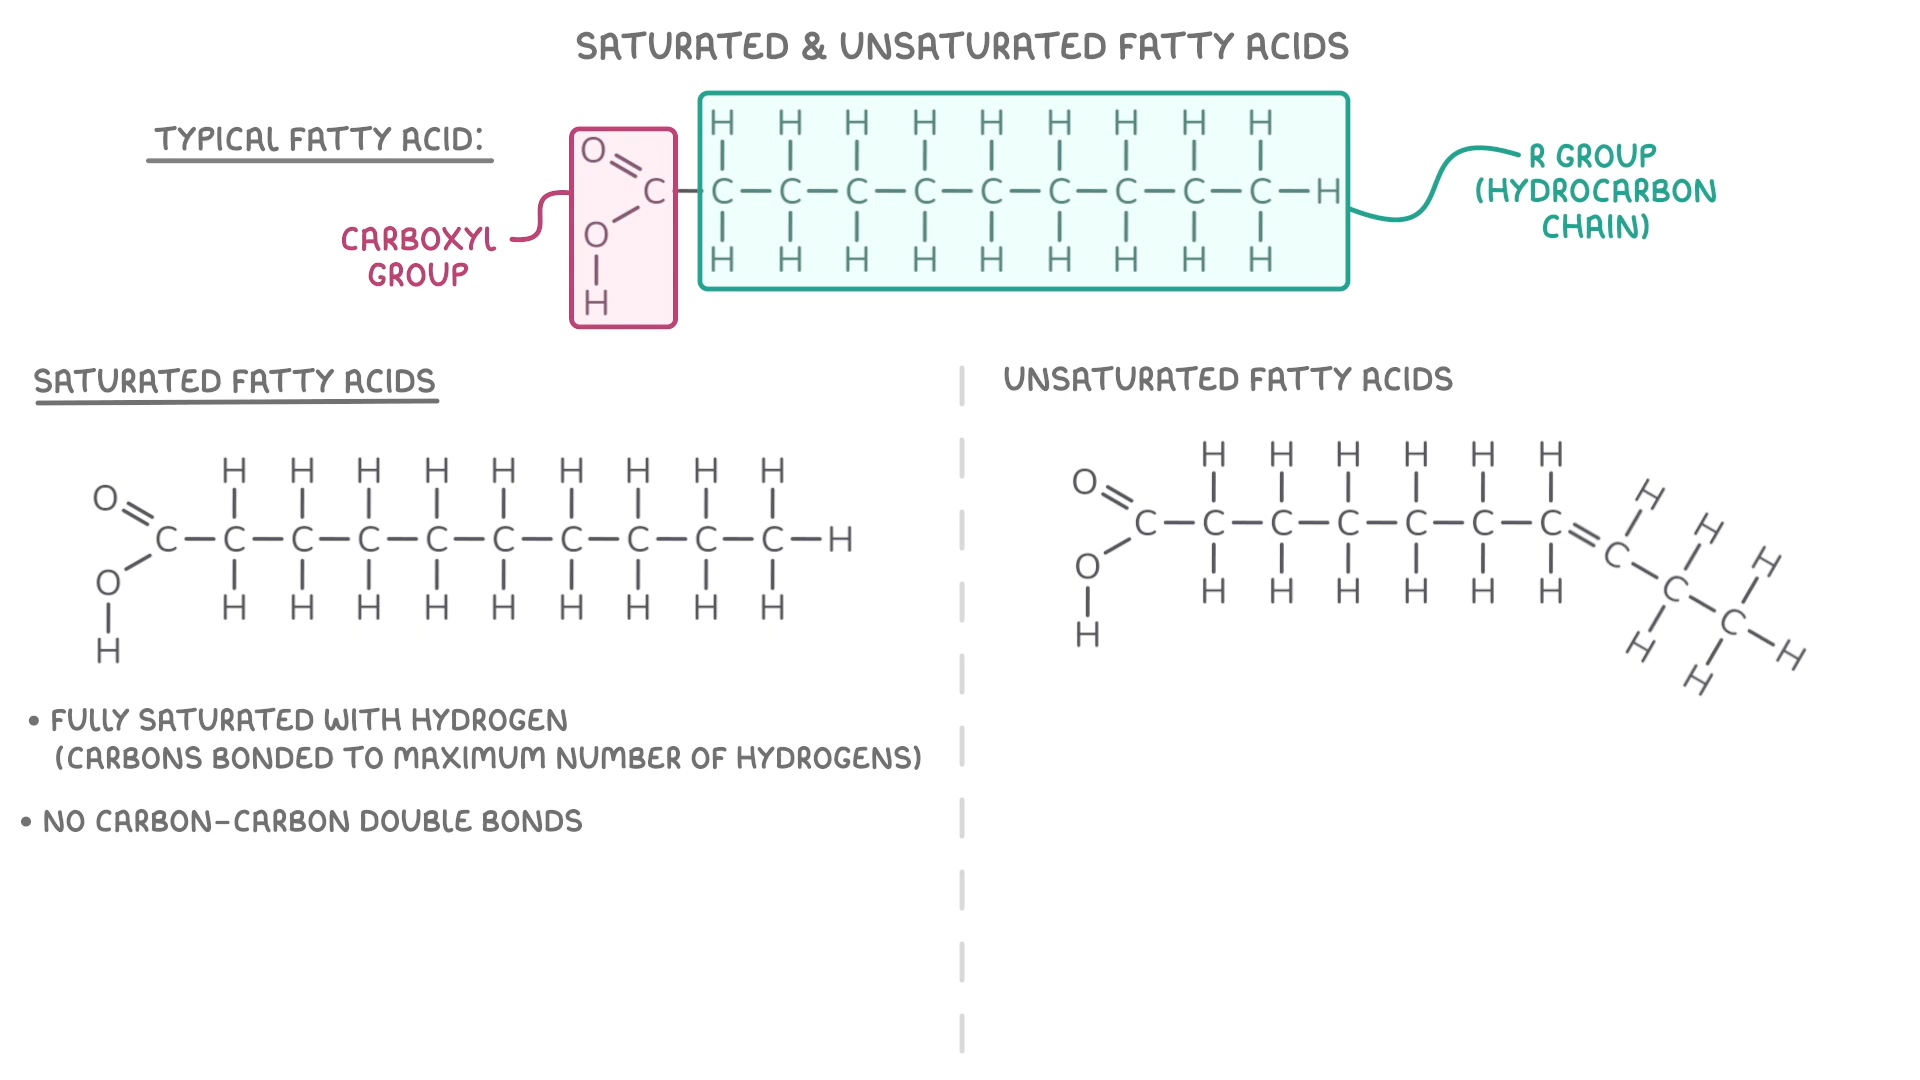 SATURATED & UNSATURATED FATTY ACIDS
TYPICAL FATTY ACID:
H H H H H H H H H
O
C C C C C C C C C C H
O
H H H H H H H H H
H
CARBOXYL
GROUP
R GROUP
(HYDROCARBON
CHAIN)
SATURATED FATTY ACIDS
H H H H H H H H H
O
C C C C C C C C C C H
O
H H H H H H H H H
H
• FULLY SATURATED WITH HYDROGEN
(CARBONS BONDED TO MAXIMUM NUMBER OF HYDROGENS)
• NO CARBON-CARBON DOUBLE BONDS
UNSATURATED FATTY ACIDS
H H H H H H
O H
C C C C C C C H
C H
O C
H H H H H H C
H H H
H